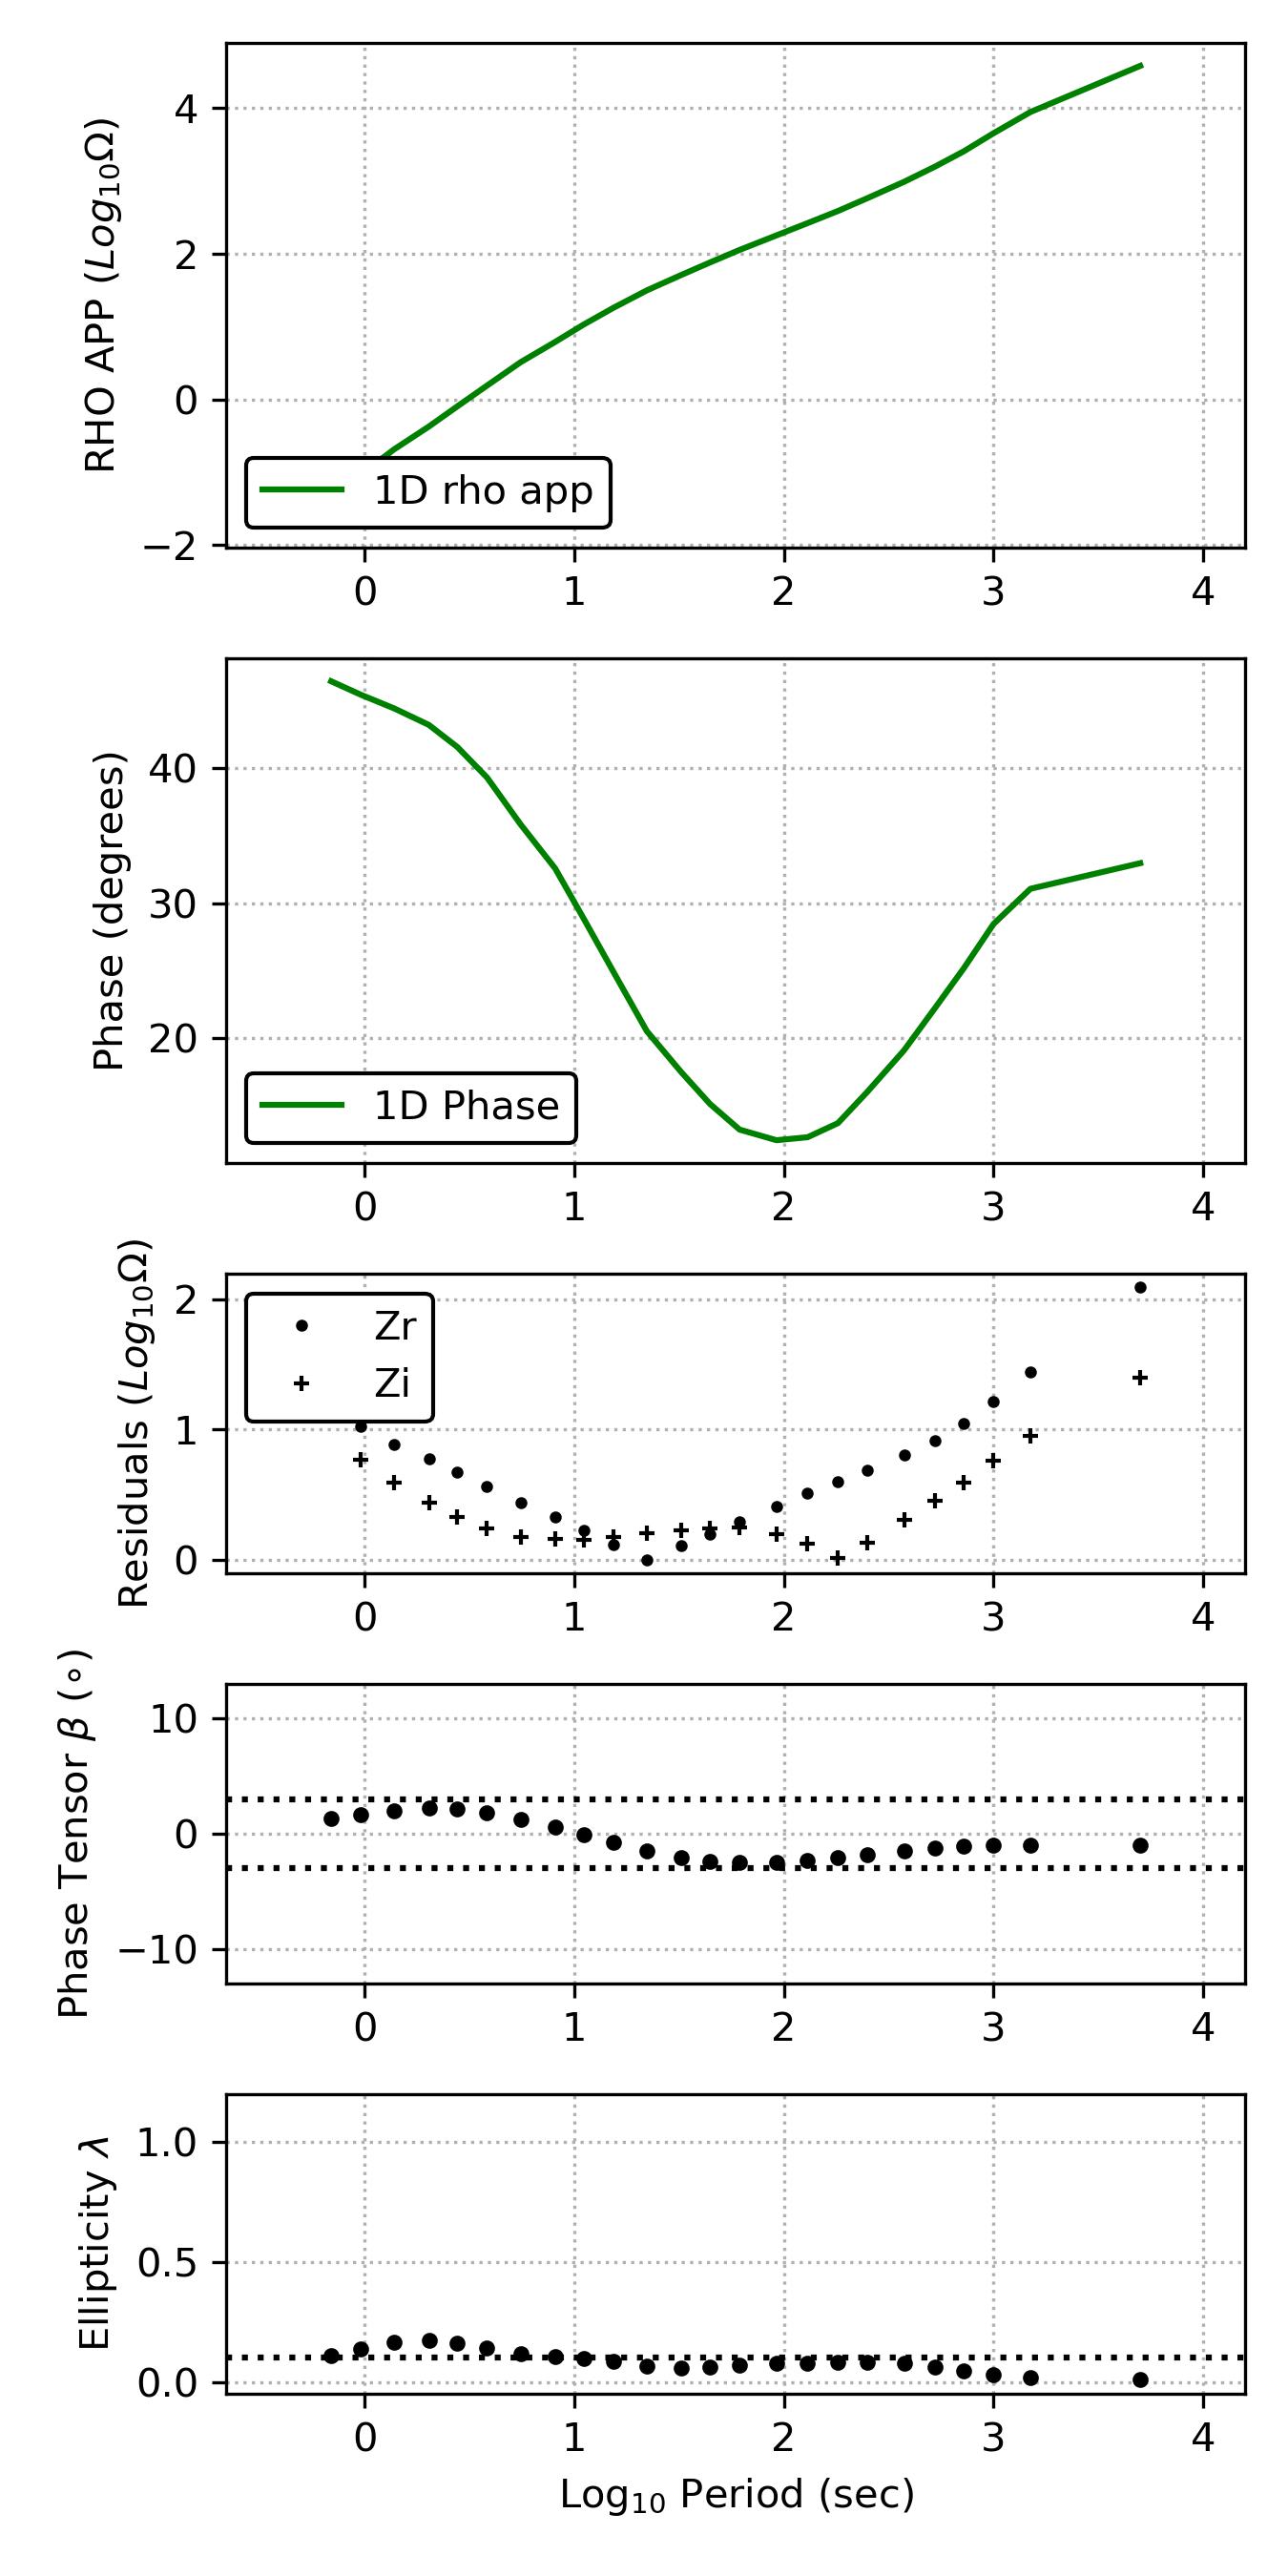 RHO APP (Log₁₀Ω)
4
2
0
−2
1D rho app
0 1 2 3 4
Phase (degrees)
40
30
20
1D Phase
0 1 2 3 4
Residuals (Log₁₀Ω)
2
1
0
Zr
Zi
0 1 2 3 4
Phase Tensor β (∘)
10
0
−10
0 1 2 3 4
Ellipticity λ
1.0
0.5
0.0
0 1 2 3 4
Log₁₀ Period (sec)